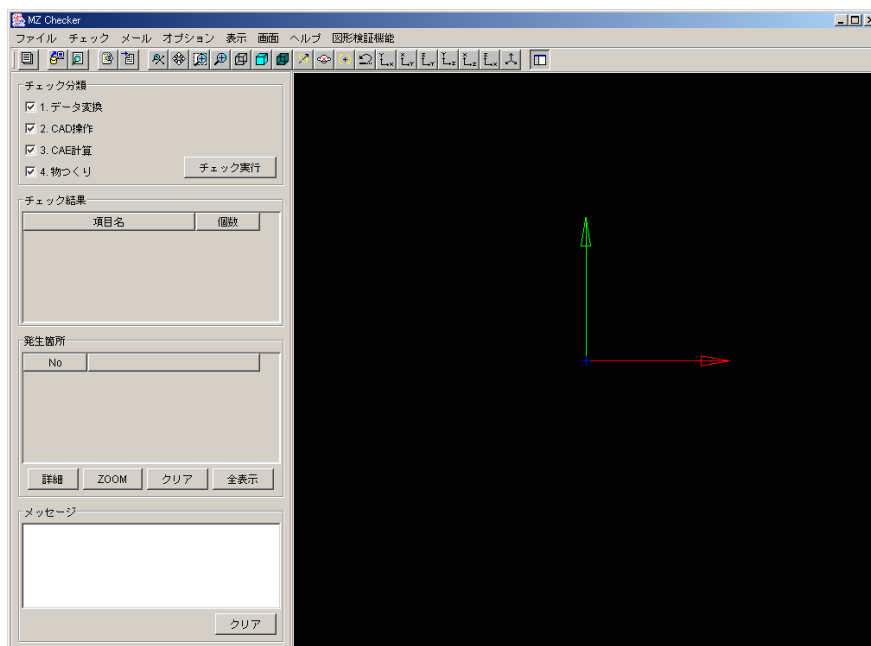 MZ Checker
ファイル チェック メール オプション 表示 画面 ヘルプ 図形検証機能
チェック分類
1. データ変換
2. CAD操作
3. CAE計算
4. 物つくり
チェック実行
チェック結果
項目名 個数
発生箇所
No
詳細 ZOOM クリア 全表示
メッセージ
クリア